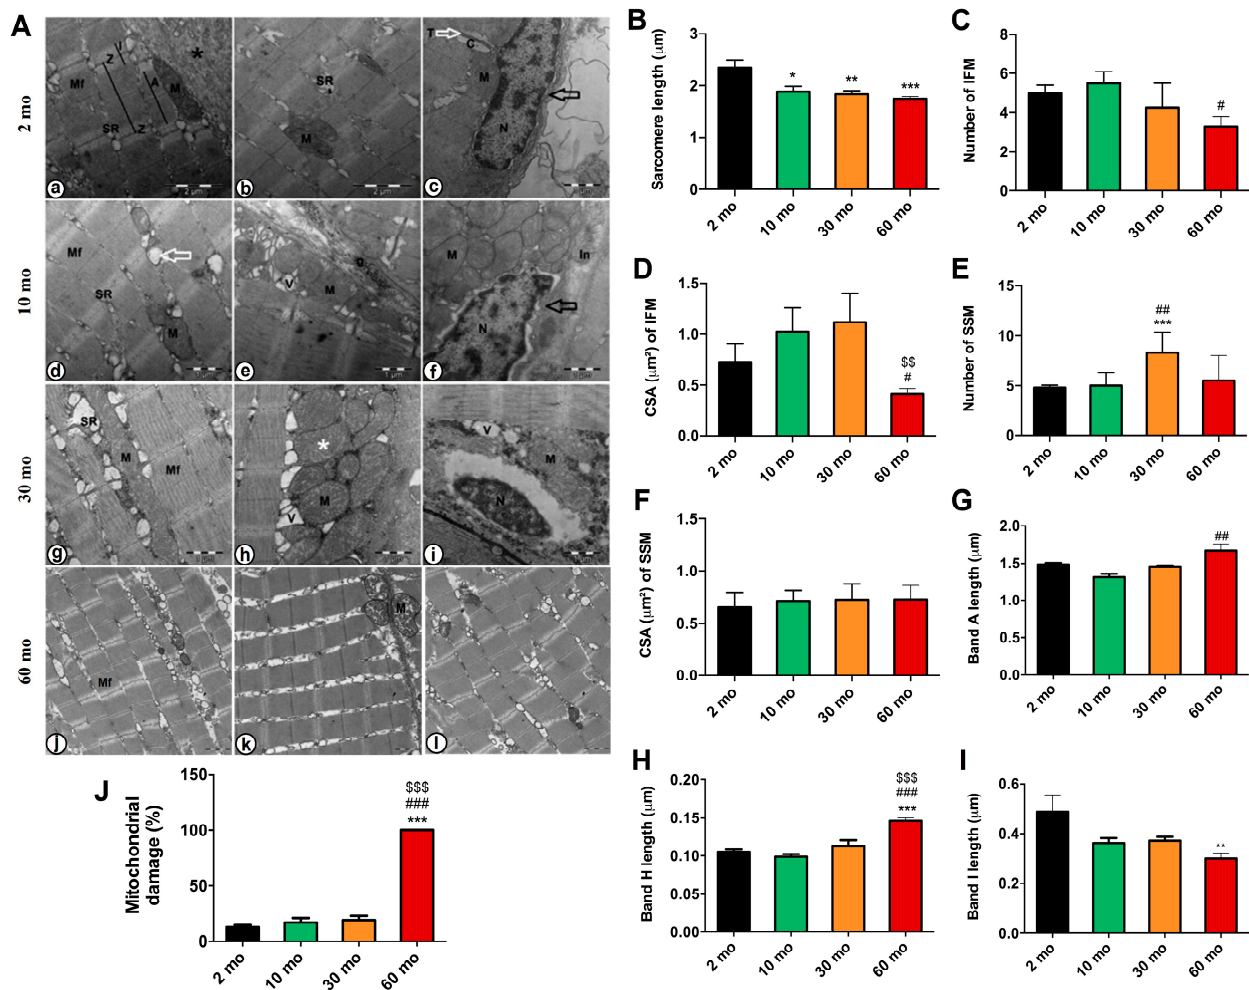 A
2 mo
10 mo
30 mo
60 mo
Mf
Z
I
A
M
*
SR
Z
a
2 µm
SR
M
b
2 µm
T
C
M
N
c
Mf
SR
M
d
V
M
e
M
N
In
f
SR
M
Mf
g
*
M
V
h
V
M
N
i
Mf
j
M
k
l
B
Sarcomere length (µm)
3
2
1
0
*
**
***
2 mo
10 mo
30 mo
60 mo
C
Number of IFM
8
6
4
2
0
#
2 mo
10 mo
30 mo
60 mo
D
CSA (µm²) of IFM
1.5
1.0
0.5
0.0
$$
#
2 mo
10 mo
30 mo
60 mo
E
Number of SSM
15
10
5
0
##
***
2 mo
10 mo
30 mo
60 mo
F
CSA (µm²) of SSM
1.5
1.0
0.5
0.0
2 mo
10 mo
30 mo
60 mo
G
Band A length (µm)
2.0
1.5
1.0
0.5
0.0
##
2 mo
10 mo
30 mo
60 mo
J
Mitochondrial
damage (%)
150
100
50
0
$$$
###
***
2 mo
10 mo
30 mo
60 mo
H
Band H length (µm)
0.20
0.15
0.10
0.05
0.00
$$$
###
***
2 mo
10 mo
30 mo
60 mo
I
Band I length (µm)
0.6
0.4
0.2
0.0
**
2 mo
10 mo
30 mo
60 mo